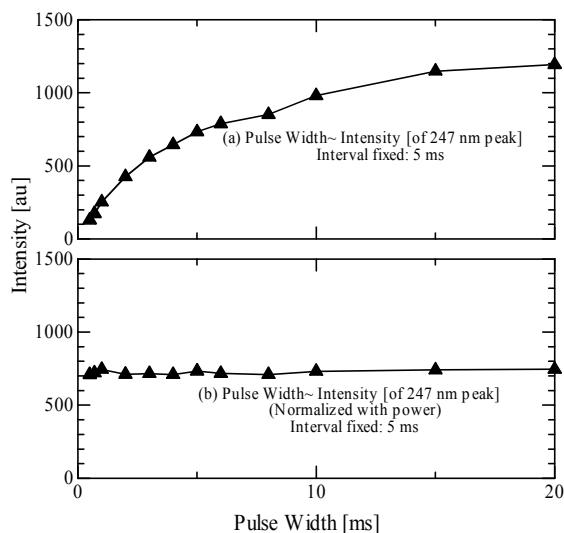 1500
1000
500
0
(a) Pulse Width~ Intensity [of 247 nm peak]
Interval fixed: 5 ms
Intensity [au]
1500
1000
500
0
(b) Pulse Width~ Intensity [of 247 nm peak]
(Normalized with power)
Interval fixed: 5 ms
0 10 20
Pulse Width [ms]